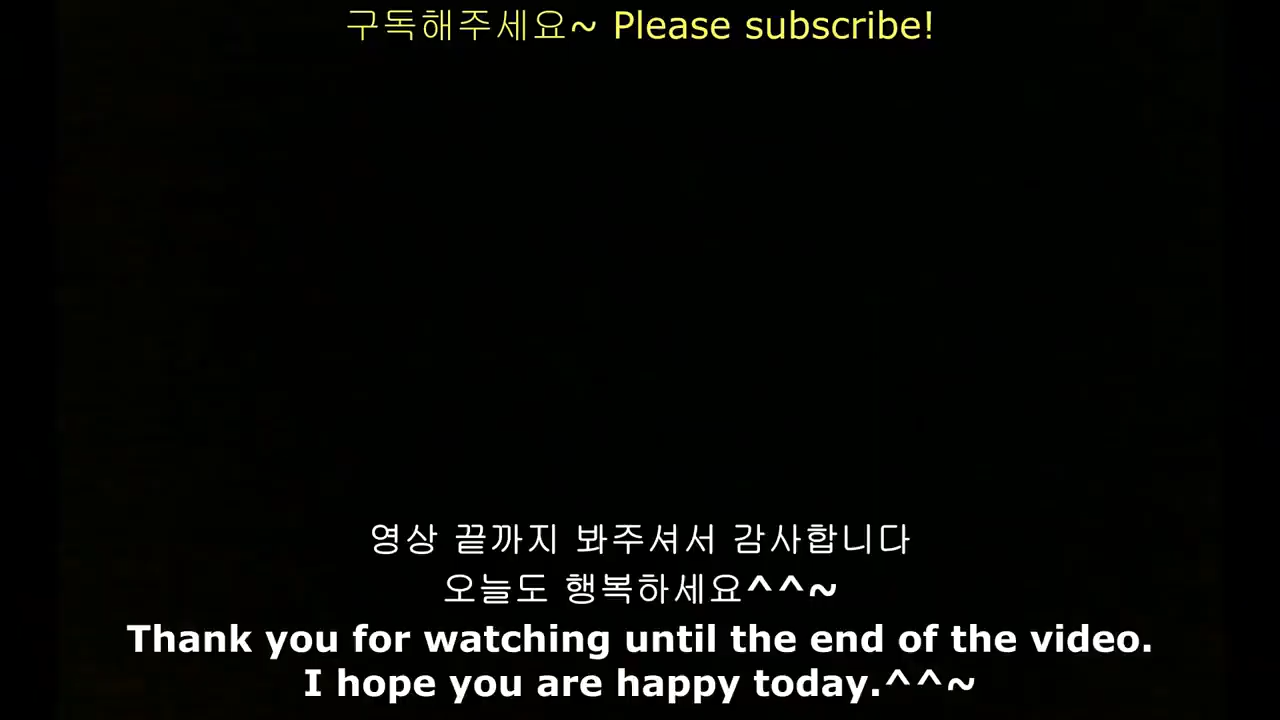 구독해주세요~ Please subscribe!
영상 끝까지 봐주셔서 감사합니다
오늘도 행복하세요^^~
Thank you for watching until the end of the video.
I hope you are happy today.^^~